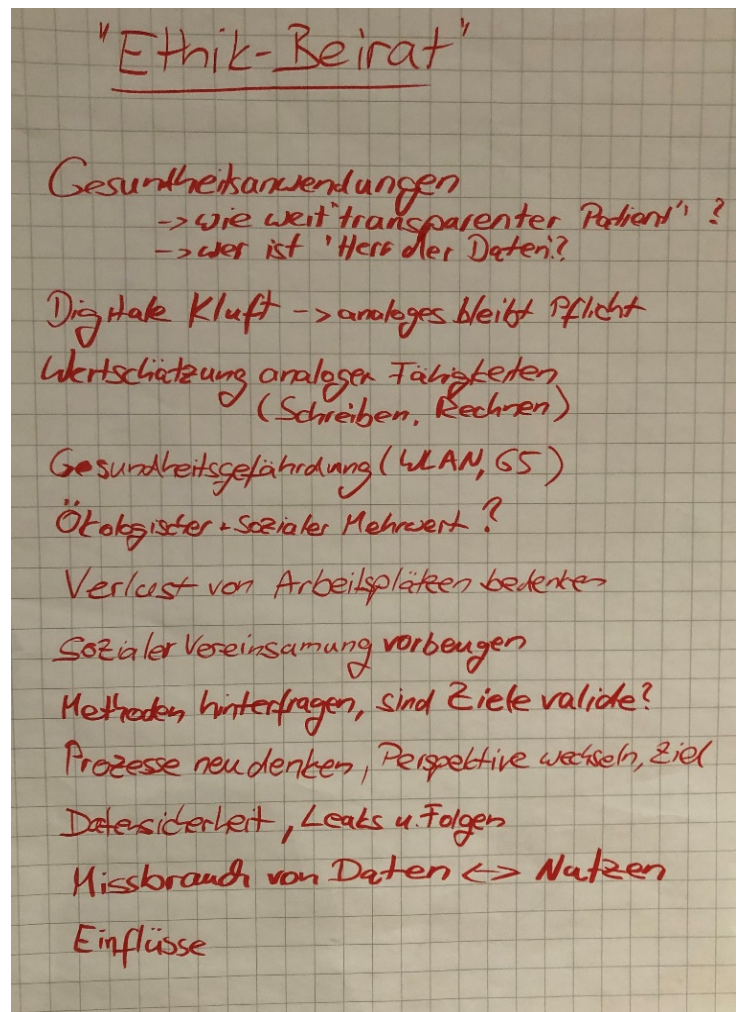 "Ethik-Beirat"
Gesundheitsanwendungen
-> wie weit "transparenter Patient" ?
-> wer ist 'Herr der Daten'?
Digitale Kluft -> analoges bleibt Pflicht
Wertschätzung analoger Fähigkeiten
(Schreiben, Rechnen)
Gesundheitsgefährdung (WLAN, G5)
Ökologischer + Sozialer Mehrwert ?
Verlust von Arbeitsplätzen bedenken
Sozialer Vereinsamung vorbeugen
Methoden hinterfragen, sind Ziele valide?
Prozesse neu denken, Perspektive wechseln, Ziel
Datensicherheit, Leaks u. Folgen
Missbrauch von Daten <-> Nutzen
Einflüsse